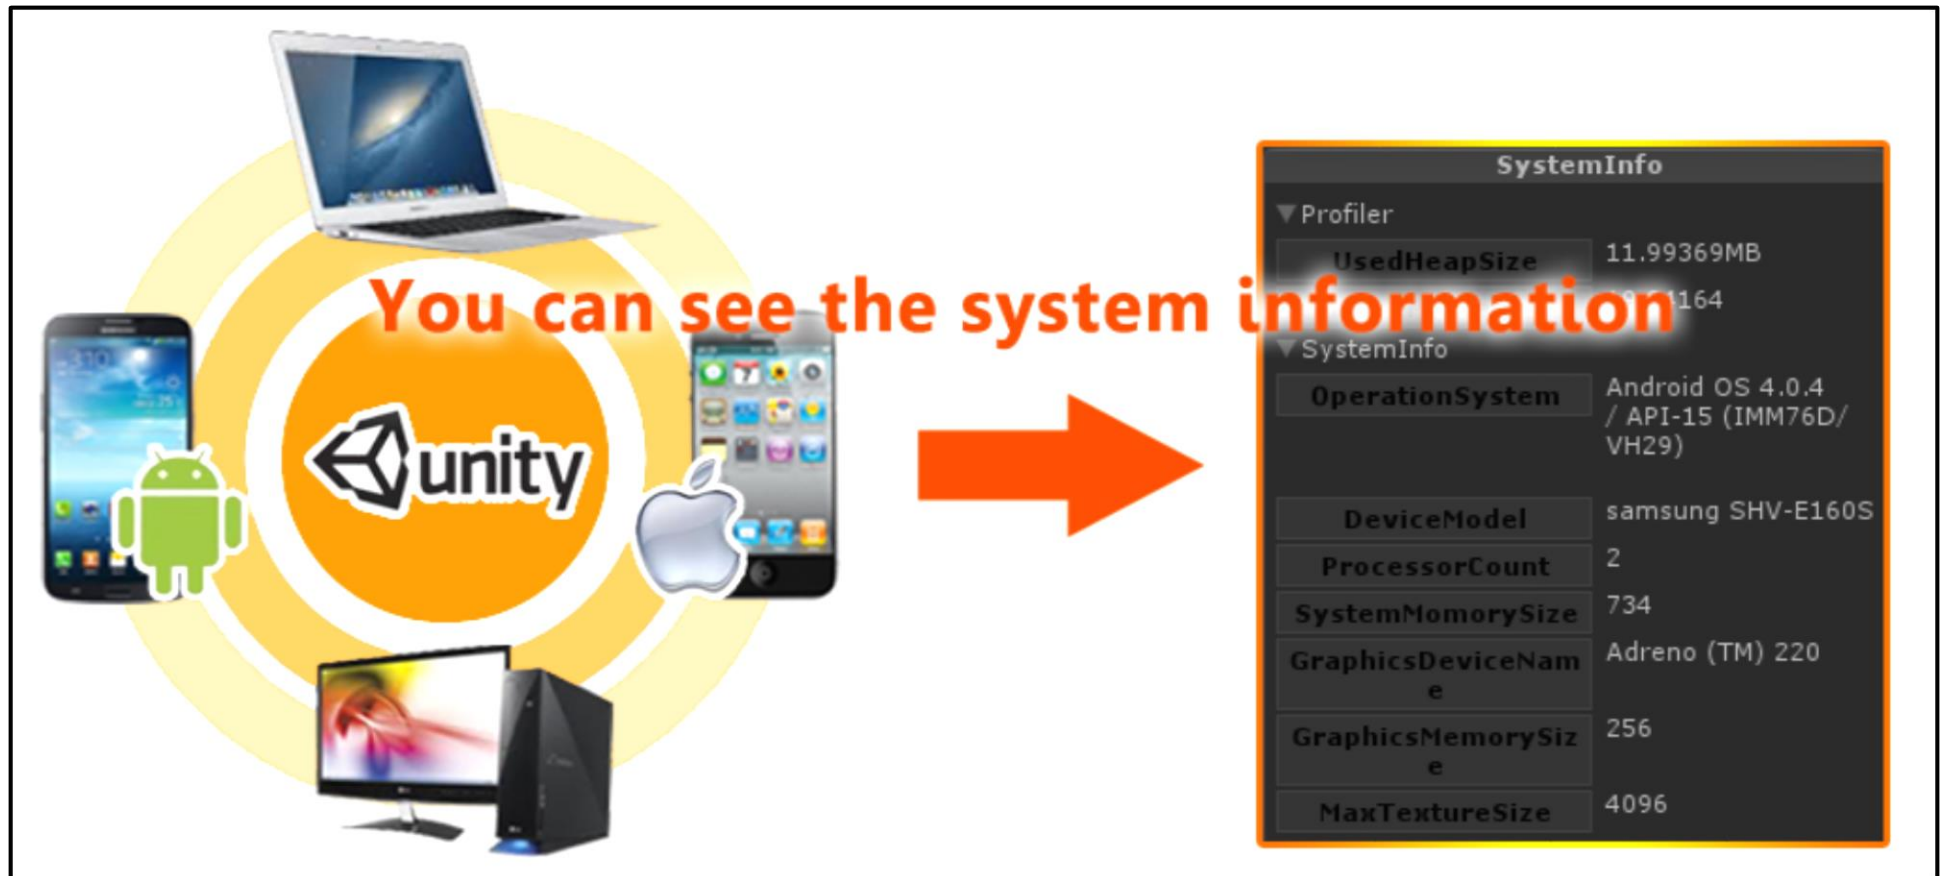 You can see the system information
unity
SystemInfo
Profiler
UsedHeapSize
11.99369MB
SystemInfo
OperationSystem
Android OS 4.0.4
/ API-15 (IMM76D/
VH29)
DeviceModel
samsung SHV-E160S
ProcessorCount
2
SystemMomorySize
734
GraphicsDeviceNam
e
Adreno (TM) 220
GraphicsMemorySiz
e
256
MaxTextureSize
4096